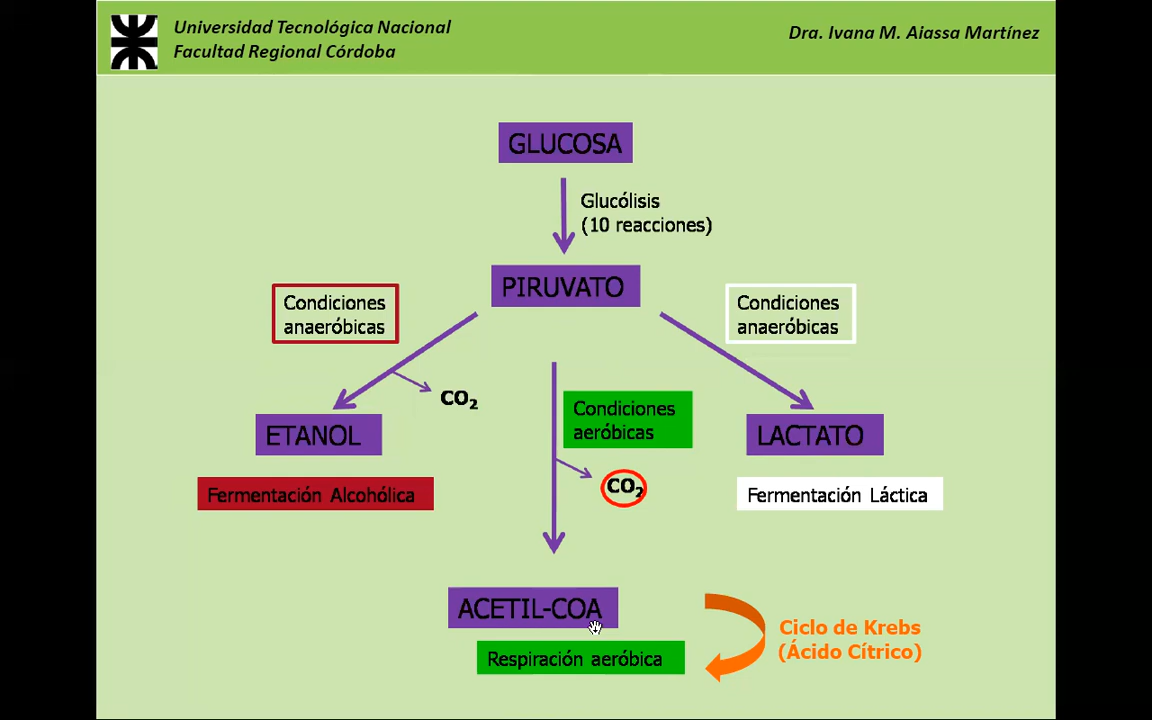 Universidad Tecnológica Nacional
Facultad Regional Córdoba
Dra. Ivana M. Aiassa Martínez
GLUCOSA
Glucólisis
(10 reacciones)
PIRUVATO
Condiciones
anaeróbicas
Condiciones
anaeróbicas
CO₂
Condiciones
aeróbicas
ETANOL
LACTATO
CO₂
Fermentación Alcohólica
Fermentación Láctica
ACETIL-COA
Ciclo de Krebs
(Ácido Cítrico)
Respiración aeróbica